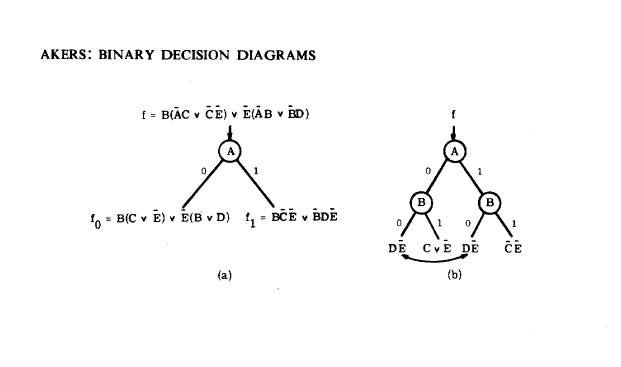 AKERS: BINARY DECISION DIAGRAMS
f = B(ĀC v C̄Ē) v Ē(ĀB v B̄D)
f
A
A
0
1
0
1
B
B
f₀ = B(C v Ē) v Ē(B v D)
f₁ = BC̄Ē v B̄DĒ
0
1
0
1
DĒ
C v Ē
DĒ
C̄Ē
(a)
(b)